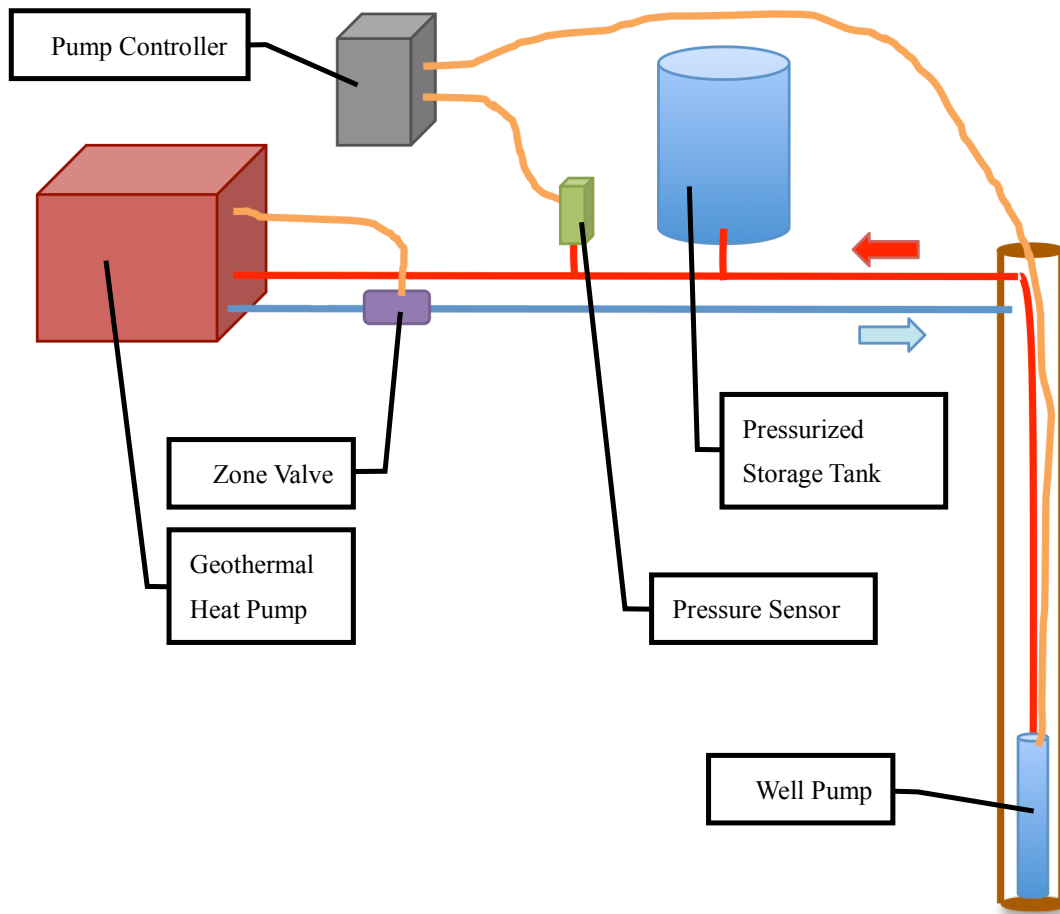 Pump Controller
Zone Valve
Geothermal
Heat Pump
Pressurized
Storage Tank
Pressure Sensor
Well Pump